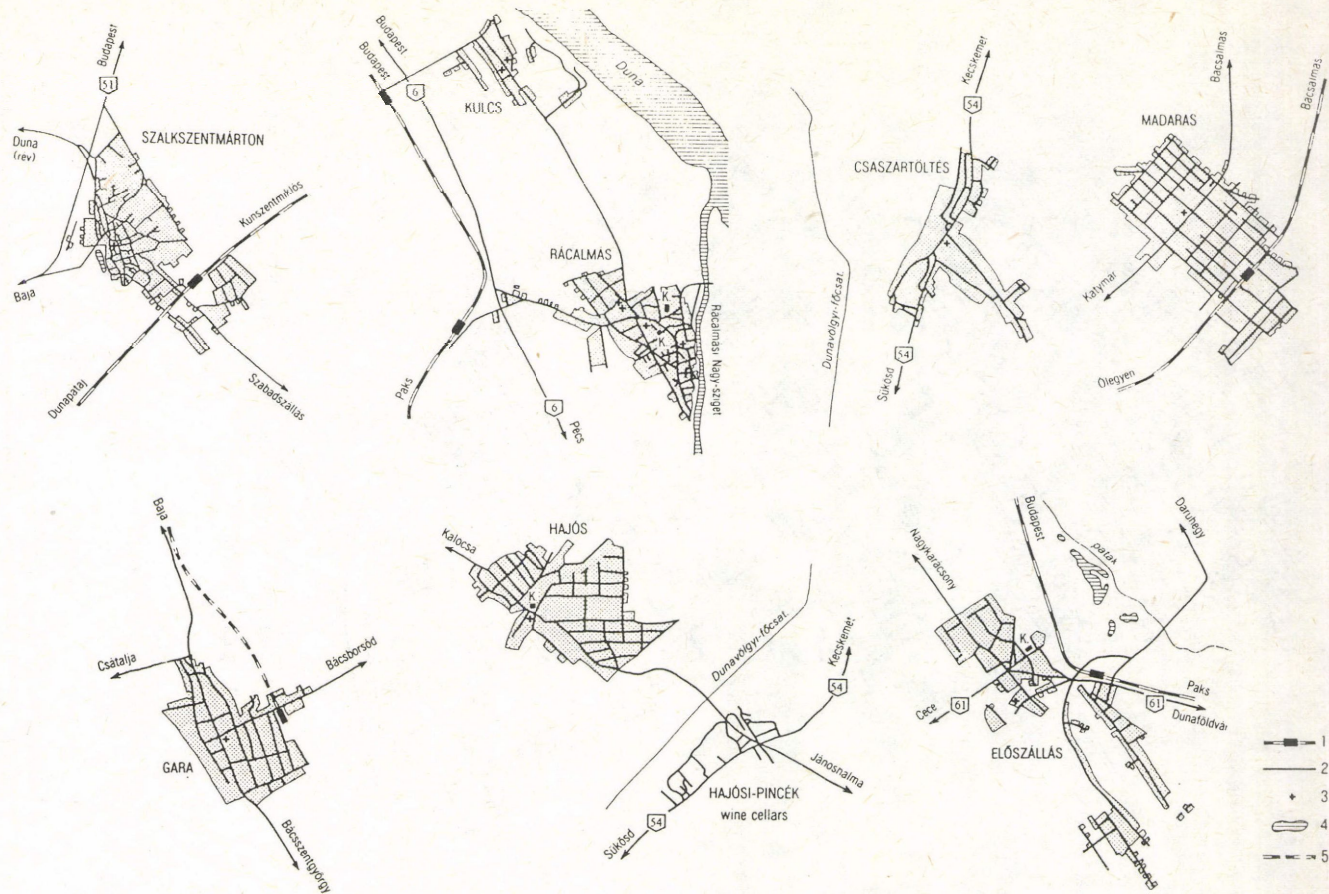 Budapest
51
Duna
(rév)
SZALKSZENTMÁRTON
Kunszentmiklós
Baja
Dunapataj
Szabadszállás
Budapest
Budapest
6
KULCS
Duna
RÁCALMÁS
K.
K.
Rácalmási Nagy-sziget
Paks
6
Pécs
Dunavölgyi-főcsat.
Kecskemét
54
CSASZARTÖLTÉS
54
Sükösd
MADARAS
Bácsalmás
Bácsalmás
Katymár
Ölegyen
Baja
Csátalja
Bácsborsód
GARA
Bácsszentgyörgy
HAJÓS
Kalocsa
K.
Dunavölgyi-főcsat.
Kecskemét
54
Jánoshalma
HAJÓSI-PINCÉK
wine cellars
54
Sükösd
Budapest
Daruhegy
patak
Nagykarácsony
K.
Paks
61
Dunaföldvár
61
Cece
ELŐSZÁLLÁS
1
2
3
4
5